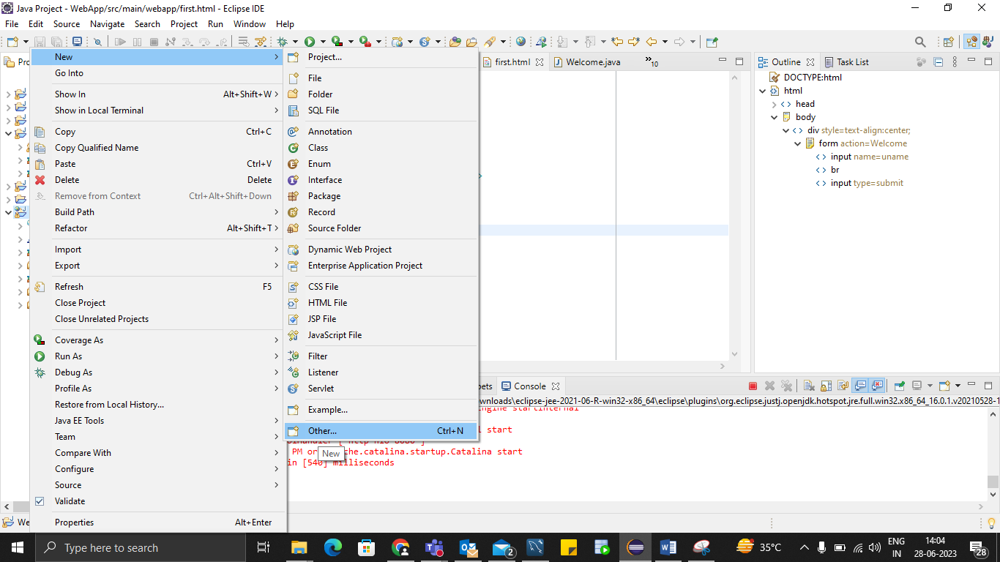 Java Project - WebApp/src/main/webapp/first.html - Eclipse IDE
File Edit Source Navigate Search Project Run Window Help
New
Go Into
Show In Alt+Shift+W
Show in Local Terminal
Copy Ctrl+C
Copy Qualified Name
Paste Ctrl+V
Delete Delete
Remove from Context Ctrl+Alt+Shift+Down
Build Path
Refactor Alt+Shift+T
Import
Export
Refresh F5
Close Project
Close Unrelated Projects
Coverage As
Run As
Debug As
Profile As
Restore from Local History...
Java EE Tools
Team
Compare With
Configure
Source
Validate
Properties Alt+Enter
Project...
File
Folder
SQL File
Annotation
Class
Enum
Interface
Package
Record
Source Folder
Dynamic Web Project
Enterprise Application Project
CSS File
HTML File
JSP File
JavaScript File
Filter
Listener
Servlet
Example...
Other... Ctrl+N
New
first.html Welcome.java 10
Outline Task List
DOCTYPE:html
html
head
body
div style=text-align:center;
form action=Welcome
input name=uname
br
input type=submit
Console
wnloads\eclipse-jee-2021-06-R-win32-x86_64\eclipse\plugins\org.eclipse.justj.openjdk.hotspot.jre.full.win32.x86_64_16.0.1.v20210528-1
startInternal
start
PM che.catalina.startup.Catalina start
in [540] milliseconds
Type here to search
2
35°C
ENG
IN
14:04
28-06-2023
28